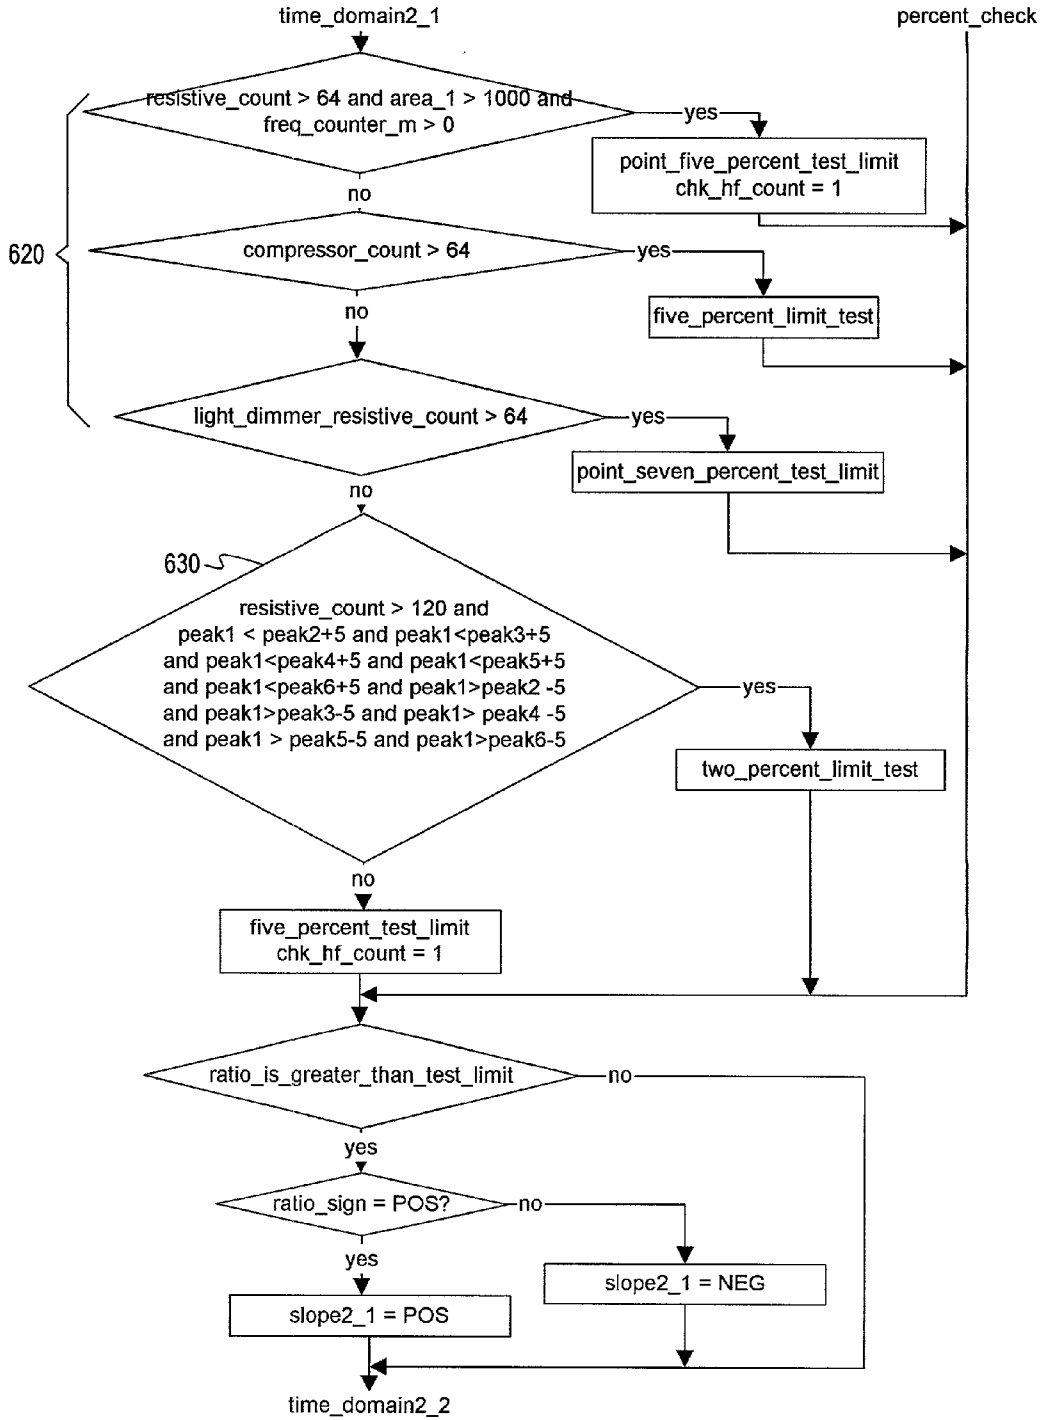 time_domain2_1
percent_check
resistive_count > 64 and area_1 > 1000 and
freq_counter_m > 0
yes
point_five_percent_test_limit
chk_hf_count = 1
no
620
compressor_count > 64
yes
five_percent_limit_test
no
light_dimmer_resistive_count > 64
yes
point_seven_percent_test_limit
no
630
resistive_count > 120 and
peak1 < peak2+5 and peak1<peak3+5
and peak1<peak4+5 and peak1<peak5+5
and peak1<peak6+5 and peak1>peak2 -5
and peak1>peak3-5 and peak1> peak4 -5
and peak1 > peak5-5 and peak1>peak6-5
yes
two_percent_limit_test
no
five_percent_test_limit
chk_hf_count = 1
ratio_is_greater_than_test_limit
no
yes
ratio_sign = POS?
no
yes
slope2_1 = NEG
slope2_1 = POS
time_domain2_2